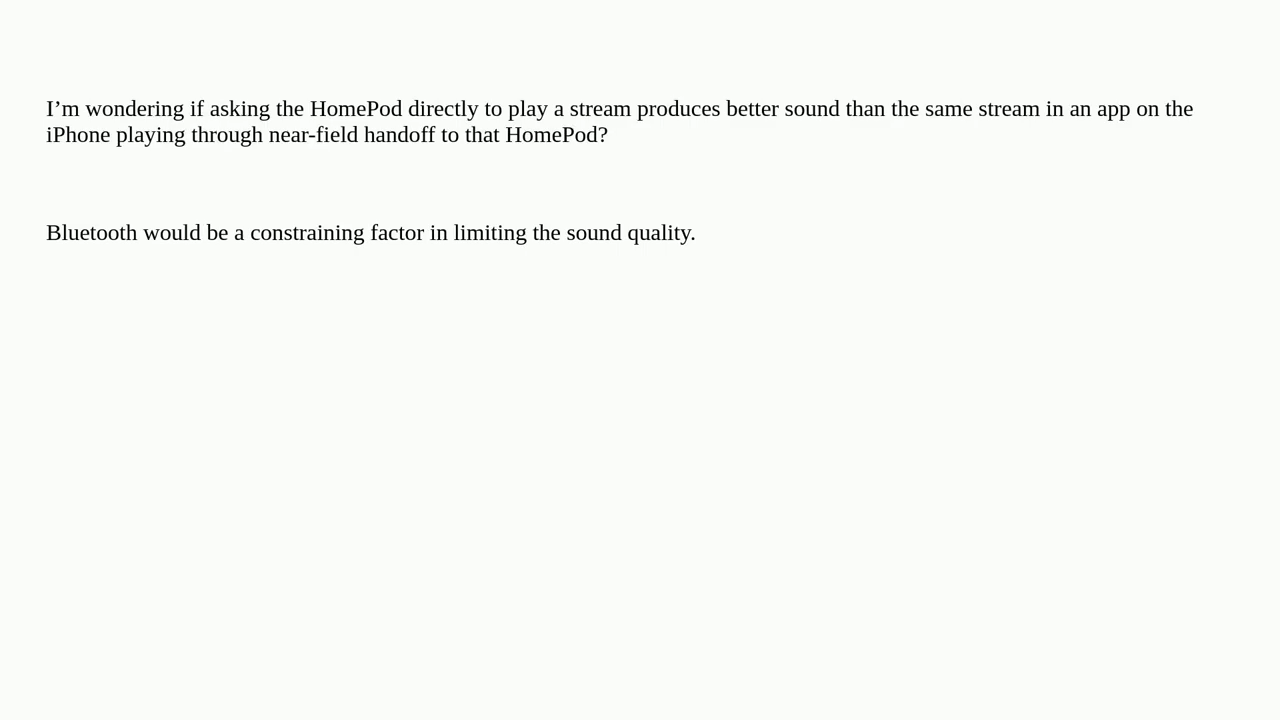 I’m wondering if asking the HomePod directly to play a stream produces better sound than the same stream in an app on the
iPhone playing through near-field handoff to that HomePod?
Bluetooth would be a constraining factor in limiting the sound quality.